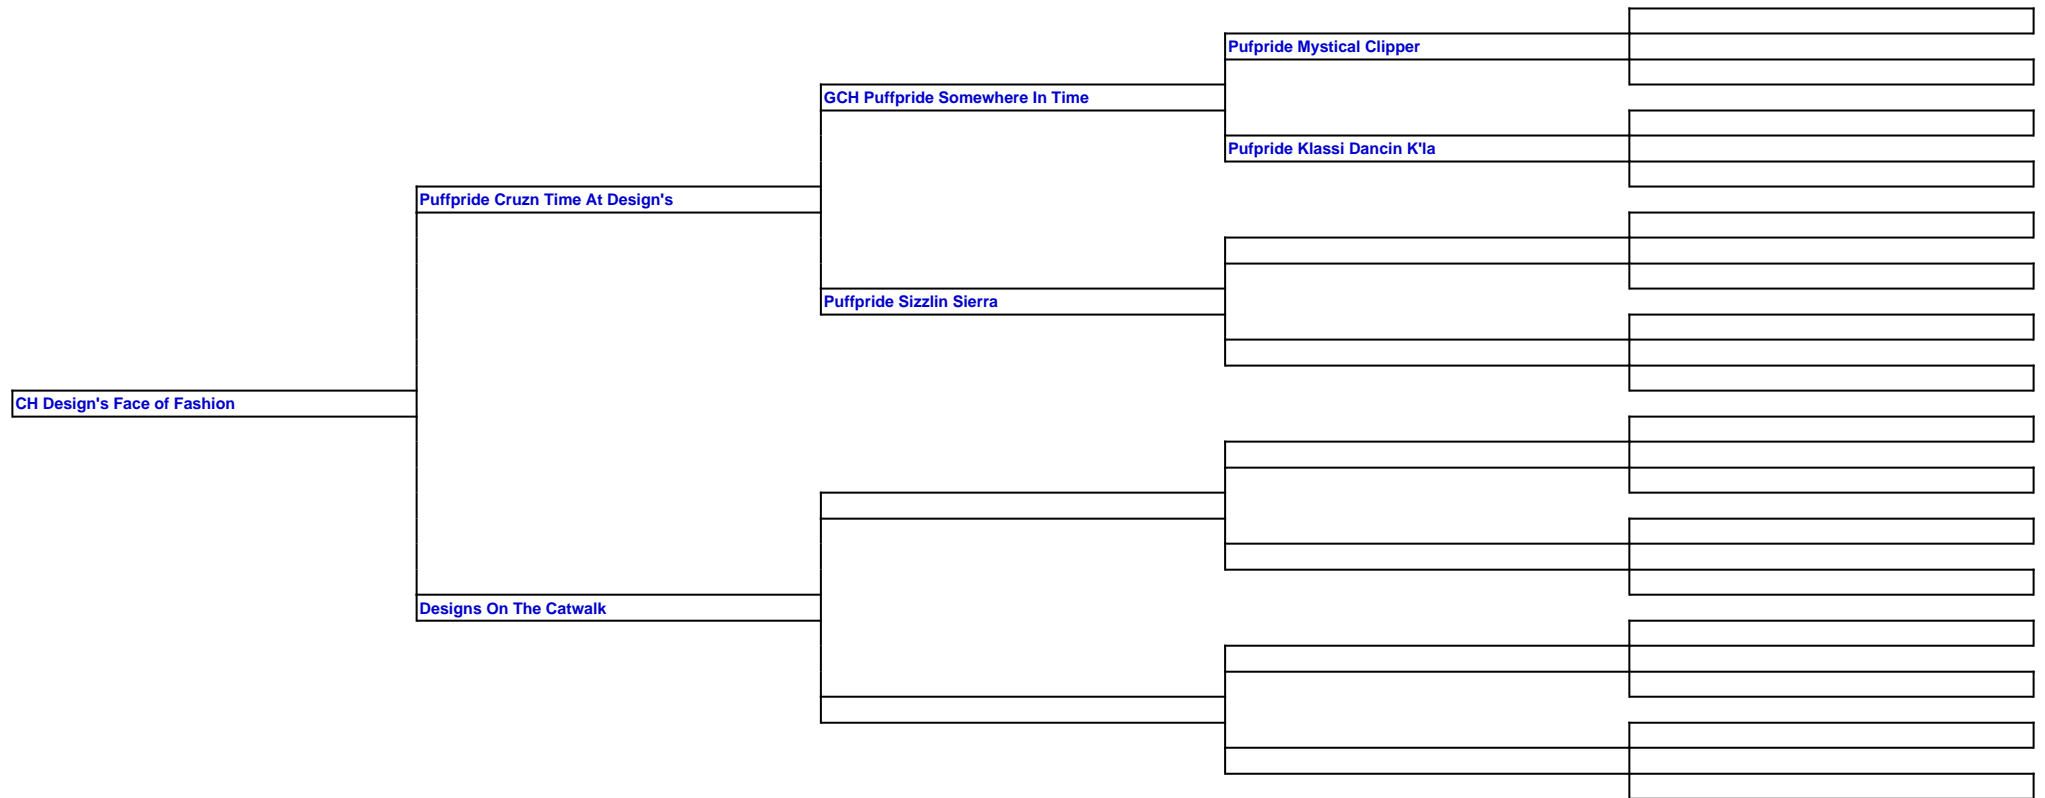 Pufpride Mystical Clipper
GCH Puffpride Somewhere In Time
Pufpride Klassi Dancin K'la
Puffpride Cruzn Time At Design's
Puffpride Sizzlin Sierra
CH Design's Face of Fashion
Designs On The Catwalk